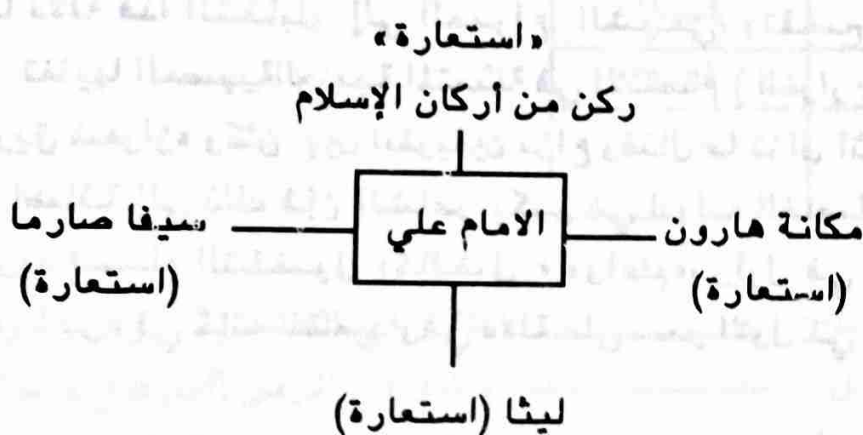 «استعارة»
ركن من أركان الإسلام
الامام علي
مكانة هارون
(استعارة)
سيفا صارما
(استعارة)
ليثا (استعارة)